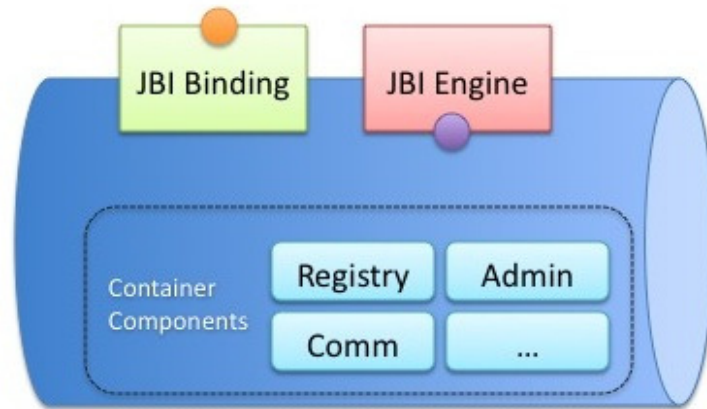 JBI Binding
JBI Engine
Container
Components
Registry
Admin
Comm
...